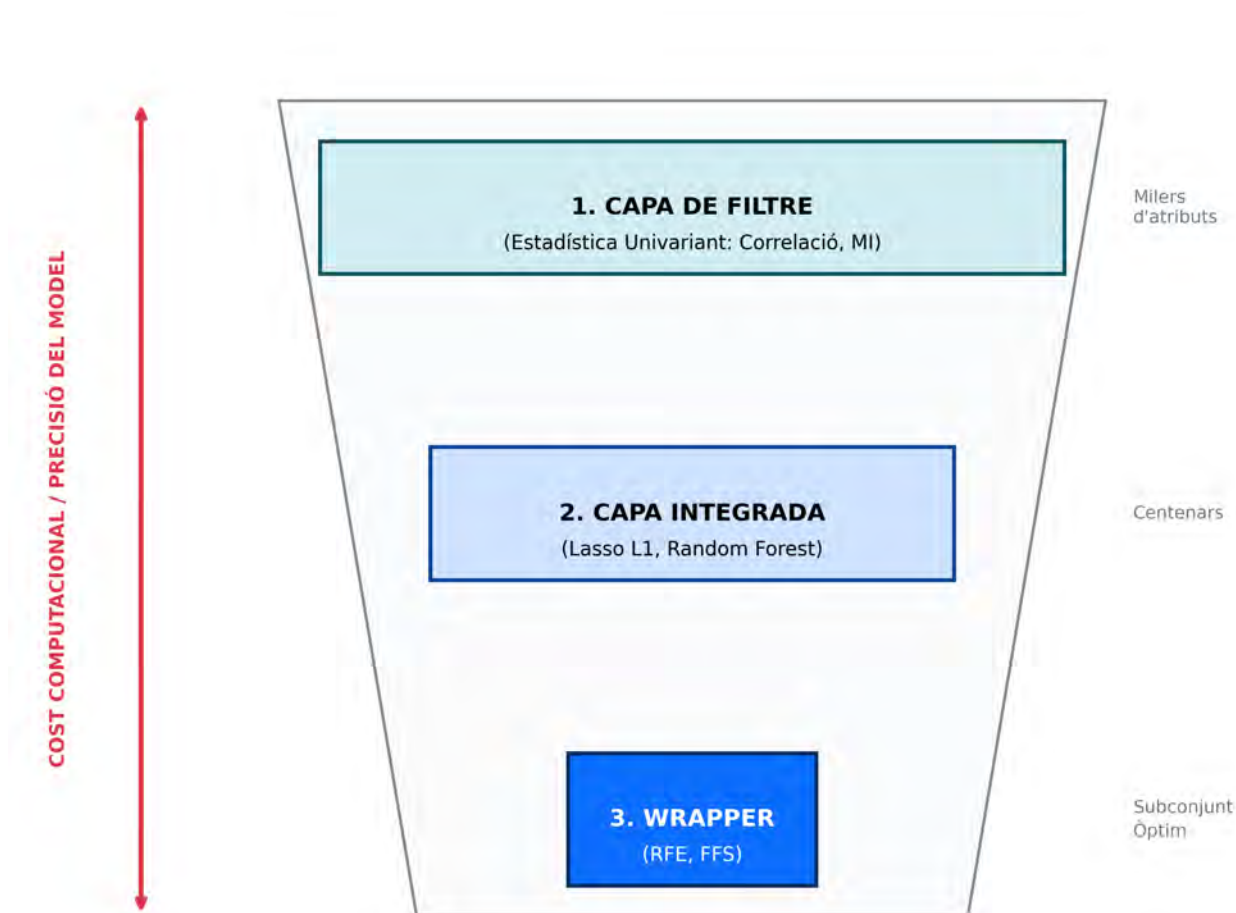 COST COMPUTACIONAL / PRECISIÓ DEL MODEL
1. CAPA DE FILTRE
(Estadística Univariant: Correlació, MI)
Milers
d'atributs
2. CAPA INTEGRADA
(Lasso L1, Random Forest)
Centenars
3. WRAPPER
(RFE, FFS)
Subconjunt
Òptim